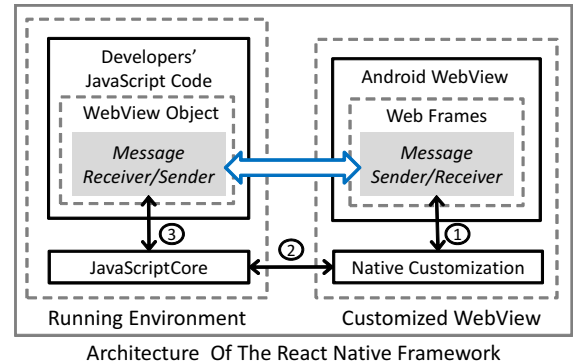 Developers’
JavaScript Code
WebView Object
Message
Receiver/Sender
3
JavaScriptCore
Running Environment
2
Android WebView
Web Frames
Message
Sender/Receiver
1
Native Customization
Customized WebView
Architecture Of The React Native Framework